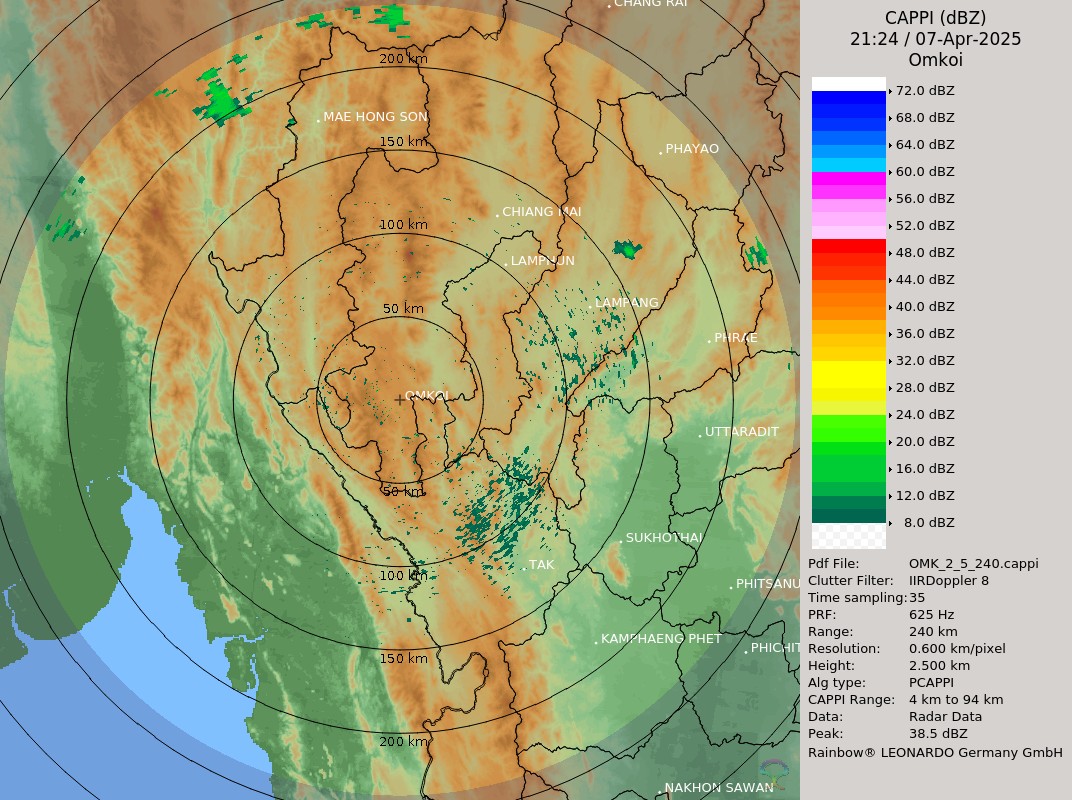 CHANG RAI
200 km
MAE HONG SON
150 km
PHAYAO
CHIANG MAI
100 km
LAMPHUN
LAMPANG
50 km
PHRAE
OMKOI
UTTARADIT
50 km
SUKHOTHAI
TAK
100 km
PHITSANU
KAMPHAENG PHET
PHICHIT
150 km
200 km
NAKHON SAWAN
CAPPI (dBZ)
21:24 / 07-Apr-2025
Omkoi
72.0 dBZ
68.0 dBZ
64.0 dBZ
60.0 dBZ
56.0 dBZ
52.0 dBZ
48.0 dBZ
44.0 dBZ
40.0 dBZ
36.0 dBZ
32.0 dBZ
28.0 dBZ
24.0 dBZ
20.0 dBZ
16.0 dBZ
12.0 dBZ
8.0 dBZ
Pdf File: OMK_2_5_240.cappi
Clutter Filter: IIRDoppler 8
Time sampling: 35
PRF: 625 Hz
Range: 240 km
Resolution: 0.600 km/pixel
Height: 2.500 km
Alg type: PCAPPI
CAPPI Range: 4 km to 94 km
Data: Radar Data
Peak: 38.5 dBZ
Rainbow® LEONARDO Germany GmbH